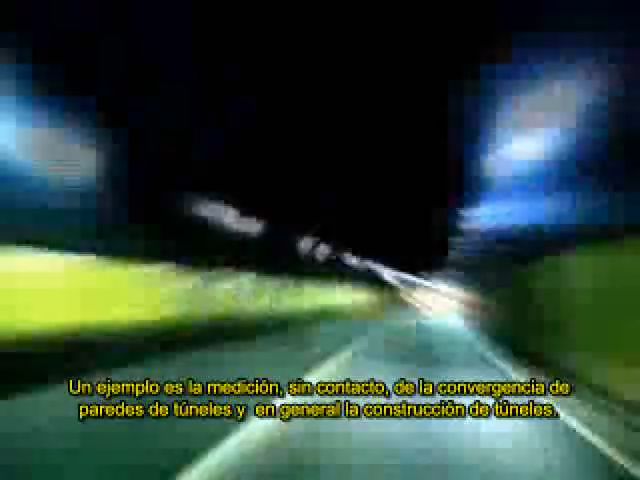 Un ejemplo es la medición, sin contacto, de la convergencia de
paredes de túneles y  en general la construcción de túneles.